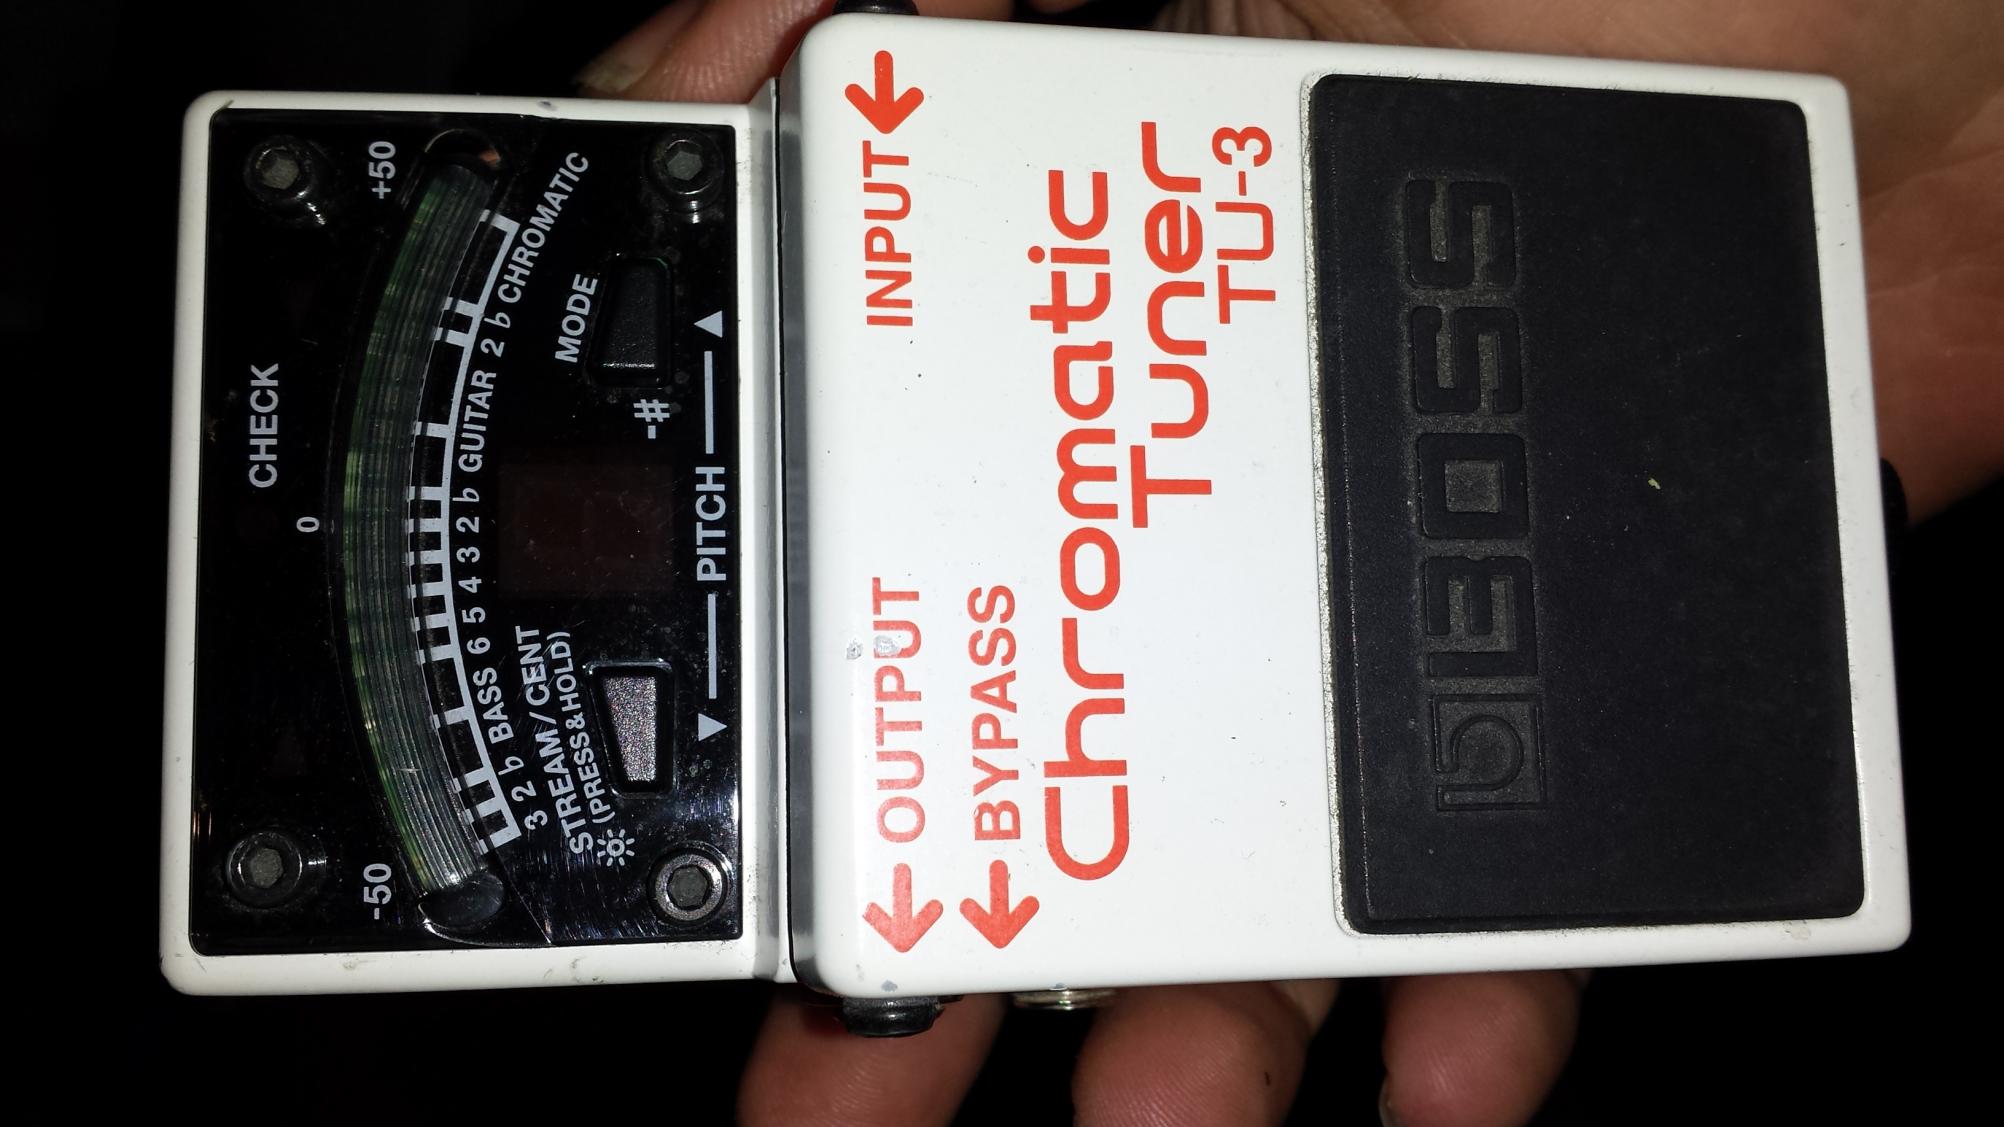 CHECK
0
-50
+50
3 2 ♭ BASS 6 5 4 3 2 ♭ GUITAR 2 ♭ CHROMATIC
STREAM/CENT
(PRESS&HOLD)
MODE
-#
PITCH
OUTPUT
INPUT
BYPASS
Chromatic
Tuner
TU-3
BOSS